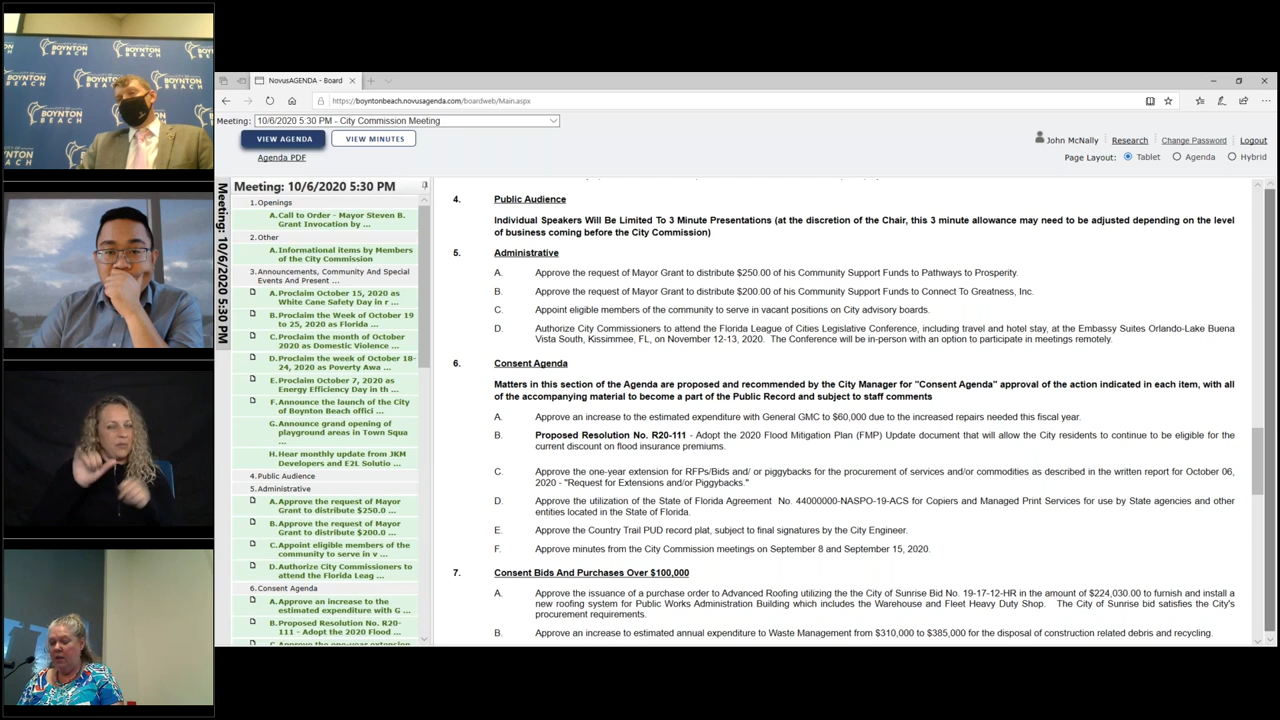 BOYNTON
BEACH
NovusAGENDA - Board
https://boyntonbeach.novusagenda.com/boardweb/Main.aspx
Meeting: 10/6/2020 5:30 PM - City Commission Meeting
VIEW AGENDA VIEW MINUTES
Agenda PDF
John McNally Research Change Password Logout
Page Layout: Tablet Agenda Hybrid
Meeting: 10/6/2020 5:30 PM
Meeting: 10/6/2020 5:30 PM
1.Openings
A.Call to Order - Mayor Steven B.
Grant Invocation by ...
2.Other
A.Informational items by Members
of the City Commission
3.Announcements, Community And Special
Events And Present ...
A.Proclaim October 15, 2020 as
White Cane Safety Day in r ...
B.Proclaim the Week of October 19
to 25, 2020 as Florida ...
C.Proclaim the month of October
2020 as Domestic Violence ...
D.Proclaim the week of October 18-
24, 2020 as Poverty Awa ...
E.Proclaim October 7, 2020 as
Energy Efficiency Day in th ...
F.Announce the launch of the City
of Boynton Beach offici ...
G.Announce grand opening of
playground areas in Town Squa
...
H.Hear monthly update from JKM
Developers and E2L Solutio ...
4.Public Audience
5.Administrative
A.Approve the request of Mayor
Grant to distribute $250.0 ...
B.Approve the request of Mayor
Grant to distribute $200.0 ...
C.Appoint eligible members of the
community to serve in v ...
D.Authorize City Commissioners to
attend the Florida Leag ...
6.Consent Agenda
A.Approve an increase to the
estimated expenditure with G ...
B.Proposed Resolution No. R20-
111 - Adopt the 2020 Flood ...
C.Approve the one-year extension
4. Public Audience
Individual Speakers Will Be Limited To 3 Minute Presentations (at the discretion of the Chair, this 3 minute allowance may need to be adjusted depending on the level
of business coming before the City Commission)
5. Administrative
A. Approve the request of Mayor Grant to distribute $250.00 of his Community Support Funds to Pathways to Prosperity.
B. Approve the request of Mayor Grant to distribute $200.00 of his Community Support Funds to Connect To Greatness, Inc.
C. Appoint eligible members of the community to serve in vacant positions on City advisory boards.
D. Authorize City Commissioners to attend the Florida League of Cities Legislative Conference, including travel and hotel stay, at the Embassy Suites Orlando-Lake Buena
Vista South, Kissimmee, FL, on November 12-13, 2020. The Conference will be in-person with an option to participate in meetings remotely.
6. Consent Agenda
Matters in this section of the Agenda are proposed and recommended by the City Manager for "Consent Agenda" approval of the action indicated in each item, with all
of the accompanying material to become a part of the Public Record and subject to staff comments
A. Approve an increase to the estimated expenditure with General GMC to $60,000 due to the increased repairs needed this fiscal year.
B. Proposed Resolution No. R20-111 - Adopt the 2020 Flood Mitigation Plan (FMP) Update document that will allow the City residents to continue to be eligible for the
current discount on flood insurance premiums.
C. Approve the one-year extension for RFPs/Bids and/ or piggybacks for the procurement of services and/or commodities as described in the written report for October 06,
2020 - "Request for Extensions and/or Piggybacks."
D. Approve the utilization of the State of Florida Agreement No. 44000000-NASPO-19-ACS for Copiers and Managed Print Services for use by State agencies and other
entities located in the State of Florida.
E. Approve the Country Trail PUD record plat, subject to final signatures by the City Engineer.
F. Approve minutes from the City Commission meetings on September 8 and September 15, 2020.
7. Consent Bids And Purchases Over $100,000
A. Approve the issuance of a purchase order to Advanced Roofing utilizing the the City of Sunrise Bid No. 19-17-12-HR in the amount of $224,030.00 to furnish and install a
new roofing system for Public Works Administration Building which includes the Warehouse and Fleet Heavy Duty Shop. The City of Sunrise bid satisfies the City's
procurement requirements.
B. Approve an increase to estimated annual expenditure to Waste Management from $310,000 to $385,000 for the disposal of construction related debris and recycling.